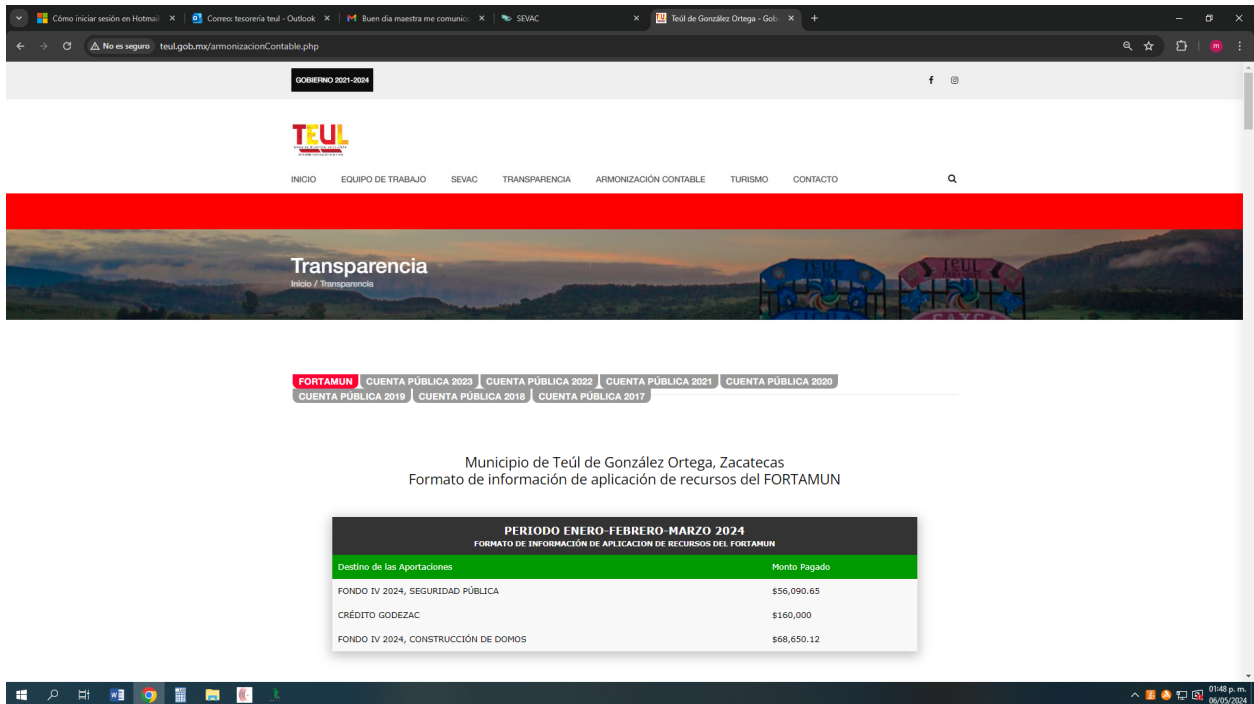 Cómo iniciar sesión en Hotmail
Correo: tesoreria teul - Outlook
Buen día maestra me comunico
SEVAC
Teúl de González Ortega - Gob
No es seguro teul.gob.mx/armonizacionContable.php
m
GOBIERNO 2021-2024
TEUL
INICIO EQUIPO DE TRABAJO SEVAC TRANSPARENCIA ARMONIZACIÓN CONTABLE TURISMO CONTACTO
Transparencia
Inicio / Transparencia
TEUL TEUL
FORTAMUN CUENTA PÚBLICA 2023 CUENTA PÚBLICA 2022 CUENTA PÚBLICA 2021 CUENTA PÚBLICA 2020
CUENTA PÚBLICA 2019 CUENTA PÚBLICA 2018 CUENTA PÚBLICA 2017
Municipio de Teúl de González Ortega, Zacatecas
Formato de información de aplicación de recursos del FORTAMUN
PERIODO ENERO-FEBRERO-MARZO 2024
FORMATO DE INFORMACIÓN DE APLICACION DE RECURSOS DEL FORTAMUN
Destino de las Aportaciones Monto Pagado
FONDO IV 2024, SEGURIDAD PÚBLICA $56,090.65
CRÉDITO GODEZAC $160,000
FONDO IV 2024, CONSTRUCCIÓN DE DOMOS $68,650.12
01:48 p. m.
06/05/2024